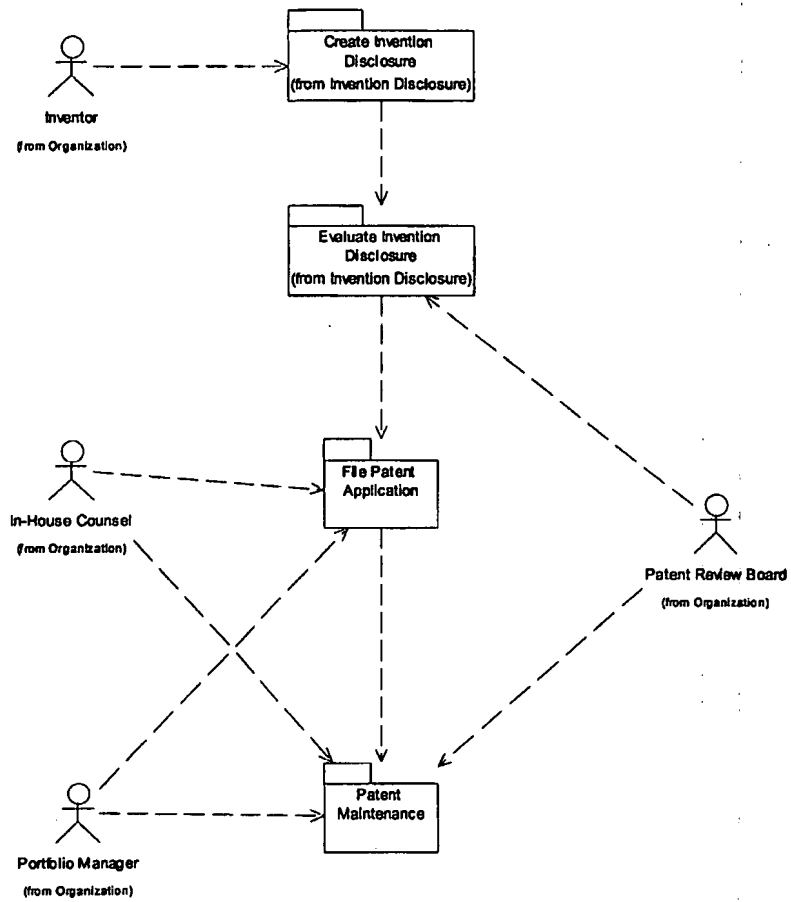 Create Invention
Disclosure
(from Invention Disclosure)
Inventor
(from Organization)
Evaluate Invention
Disclosure
(from Invention Disclosure)
File Patent
Application
In-House Counsel
(from Organization)
Patent Review Board
(from Organization)
Patent
Maintenance
Portfolio Manager
(from Organization)